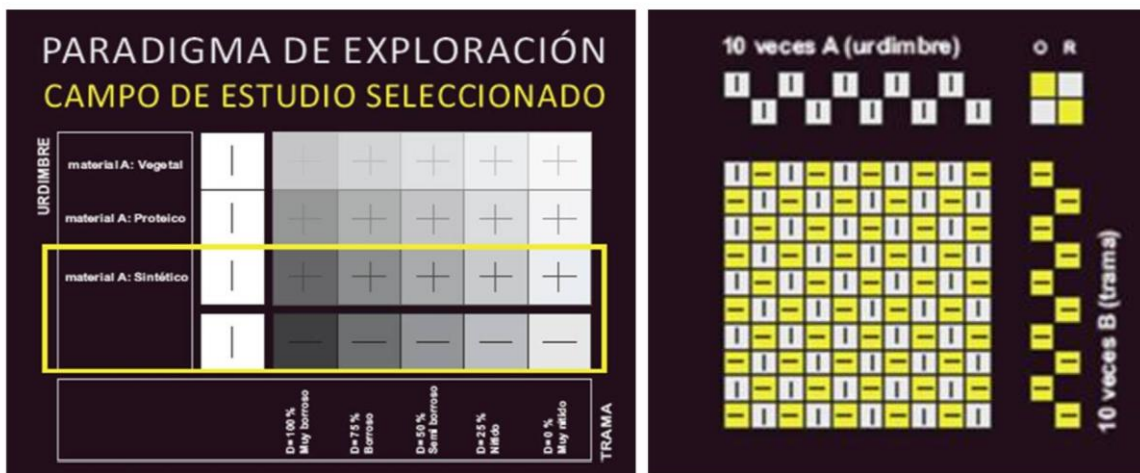 PARADIGMA DE EXPLORACIÓN
CAMPO DE ESTUDIO SELECCIONADO
URDIMBRE
material A: Vegetal
material A: Proteico
material A: Sintético
D=100 %
Muy borroso
D=75 %
Borroso
D=50 %
Semi borroso
D=25 %
Nítido
D=0 %
Muy nítido
TRAMA
10 veces A (urdimbre)
O R
10 veces B (trama)